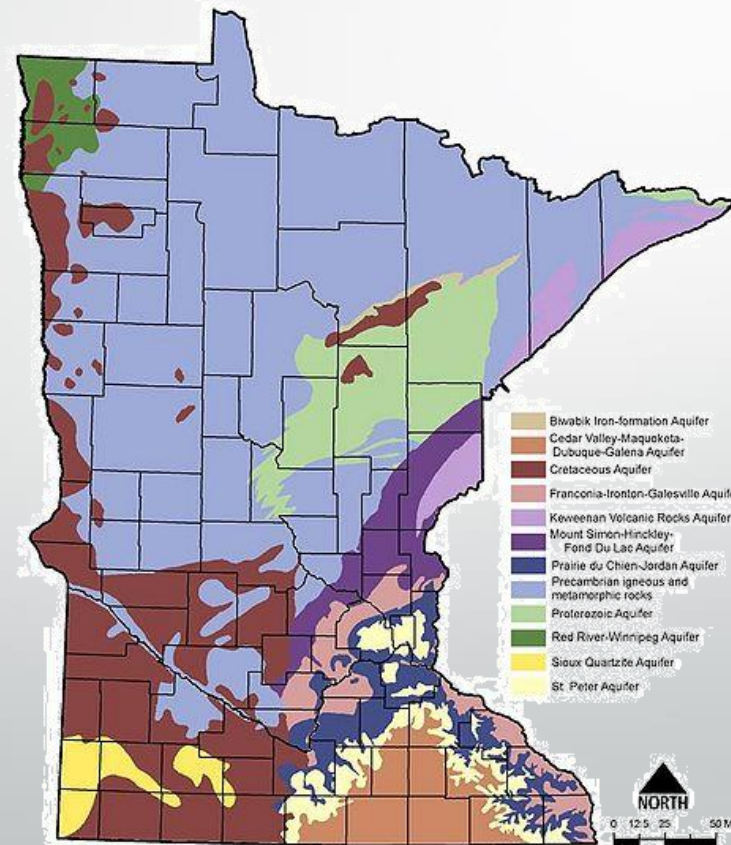 Biwabik Iron-formation Aquifer
Cedar Valley-Maquoketa-
Dubuque-Galena Aquifer
Cretaceous Aquifer
Franconia-Ironton-Galesville Aquife
Keweenan Volcanic Rocks Aquifer
Mount Simon-Hinckley-
Fond Du Lac Aquifer
Prairie du Chien-Jordan Aquifer
Precambrian igneous and
metamorphic rocks
Proterozoic Aquifer
Red River-Winnipeg Aquifer
Sioux Quartzite Aquifer
St. Peter Aquifer
NORTH
0 12.5 25 50 M